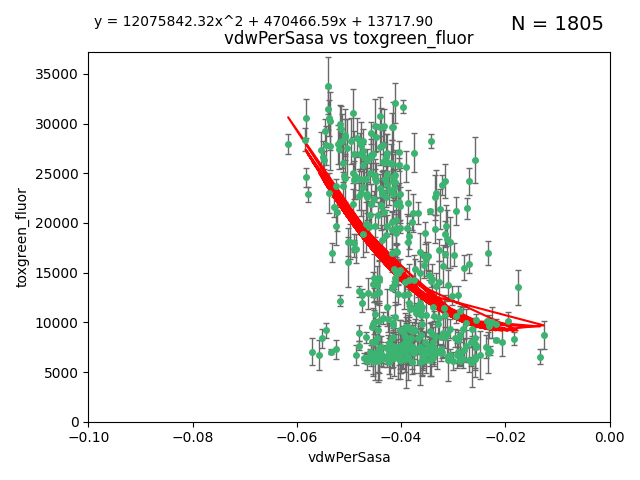 y = 12075842.32x^2 + 470466.59x + 13717.90
N = 1805
vdwPerSasa vs toxgreen_fluor
35000
30000
25000
20000
15000
10000
5000
0
toxgreen_fluor
−0.10 −0.08 −0.06 −0.04 −0.02 0.00
vdwPerSasa